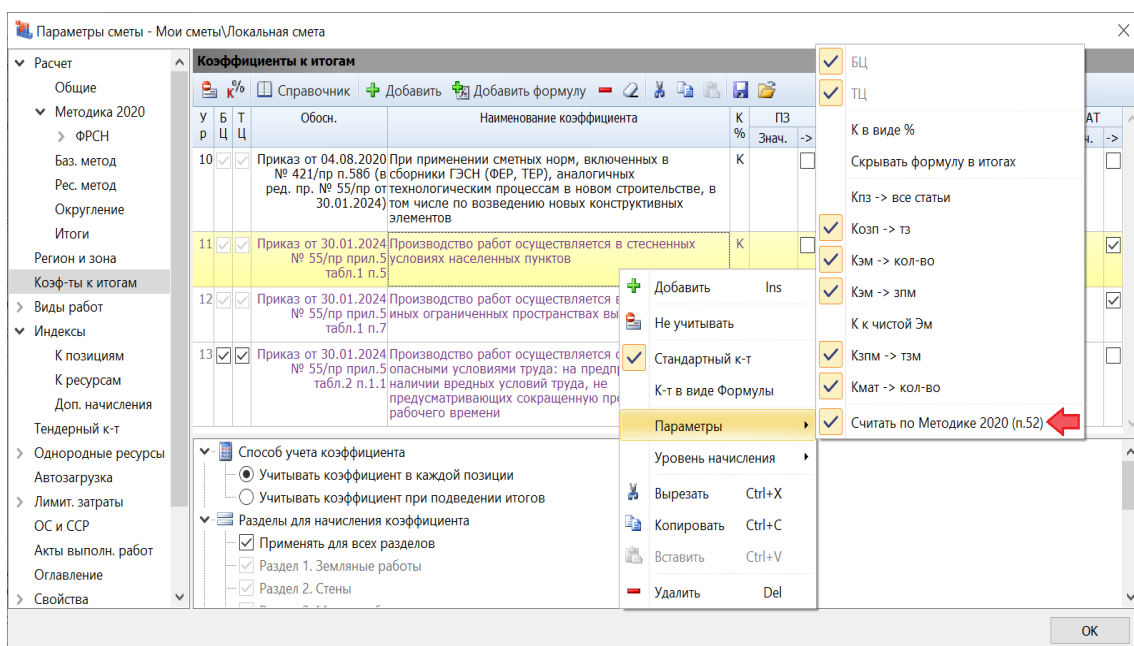 Параметры сметы - Мои сметы\Локальная смета
Расчет
Общие
Методика 2020
ФРСН
Баз. метод
Рес. метод
Округление
Итоги
Регион и зона
Коэф-ты к итогам
Виды работ
Индексы
К позициям
К ресурсам
Доп. начисления
Тендерный к-т
Однородные ресурсы
Автозагрузка
Лимит. затраты
ОС и ССР
Акты выполн. работ
Оглавление
Свойства
Коэффициенты к итогам
К% Справочник Добавить Добавить формулу
У р Б Ц Т Ц Обосн. Наименование коэффициента К % ПЗ Знач. -> АТ ч. ->
10 Приказ от 04.08.2020 При применении сметных норм, включенных в К
№ 421/пр п.586 (в сборники ГЭСН (ФЕР, ТЕР), аналогичных
ред. пр. № 55/пр от технологическим процессам в новом строительстве, в
30.01.2024) том числе по возведению новых конструктивных
элементов
11 Приказ от 30.01.2024 Производство работ осуществляется в стесненных К
№ 55/пр прил.5 условиях населенных пунктов
табл.1 п.5
12 Приказ от 30.01.2024 Производство работ осуществляется в
№ 55/пр прил.5 иных ограниченных пространствах вы
табл.1 п.7
13 Приказ от 30.01.2024 Производство работ осуществляется с
№ 55/пр прил.5 опасными условиями труда: на предпр
табл.2 п.1.1 наличии вредных условий труда, не
предусматривающих сокращенную про
рабочего времени
Способ учета коэффициента
Учитывать коэффициент в каждой позиции
Учитывать коэффициент при подведении итогов
Разделы для начисления коэффициента
Применять для всех разделов
Раздел 1. Земляные работы
Раздел 2. Стены
Добавить Ins
Не учитывать
Стандартный к-т
К-т в виде Формулы
Параметры
Уровень начисления
Вырезать Ctrl+X
Копировать Ctrl+C
Вставить Ctrl+V
Удалить Del
БЦ
ТЦ
К в виде %
Скрывать формулу в итогах
Кпз -> все статьи
Козп -> тз
Кэм -> кол-во
Кэм -> зпм
К к чистой Эм
Кзпм -> тзм
Кмат -> кол-во
Считать по Методике 2020 (п.52)
ОК